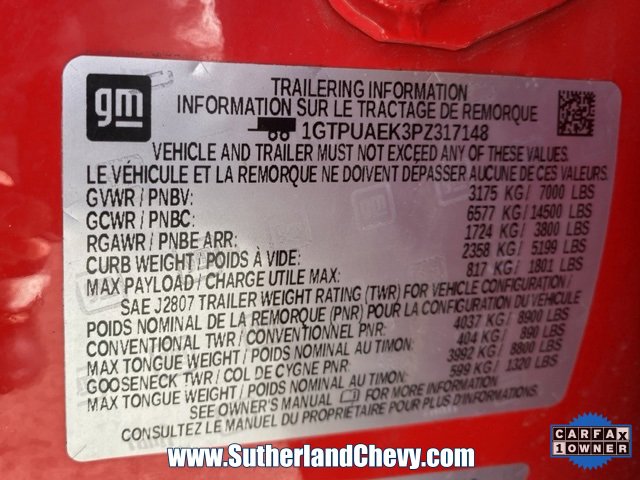 gm
TRAILERING INFORMATION
INFORMATION SUR LE TRACTAGE DE REMORQUE
1GTPUAEK3PZ317148
VEHICLE AND TRAILER MUST NOT EXCEED ANY OF THESE VALUES
LE VÉHICULE ET LA REMORQUE NE DOIVENT DÉPASSER AUCUNE DE CES VALEURS
GVWR / PNBV: 3175 KG / 7000 LBS
GCWR / PNBC: 6577 KG / 14500 LBS
RGAWR / PNBE ARR: 1724 KG / 3800 LBS
CURB WEIGHT / POIDS À VIDE: 2358 KG / 5199 LBS
MAX PAYLOAD / CHARGE UTILE MAX: 817 KG / 1801 LBS
SAE J2807 TRAILER WEIGHT RATING (TWR) FOR VEHICLE CONFIGURATION /
POIDS NOMINAL DE LA REMORQUE (PNR) POUR LA CONFIGURATION DU VÉHICULE
CONVENTIONAL TWR / CONVENTIONNEL PNR: 4037 KG / 8900 LBS
MAX TONGUE WEIGHT / POIDS NOMINAL AU TIMON: 404 KG / 890 LBS
GOOSENECK TWR / COL DE CYGNE PNR: 3992 KG / 8800 LBS
MAX TONGUE WEIGHT / POIDS NOMINAL AU TIMON: 599 KG / 1320 LBS
SEE OWNER'S MANUAL FOR MORE INFORMATION
CONSULTEZ LE MANUEL DU PROPRIÉTAIRE POUR PLUS D'INFORMATION
www.SutherlandChevy.com
CARFAX
1 OWNER